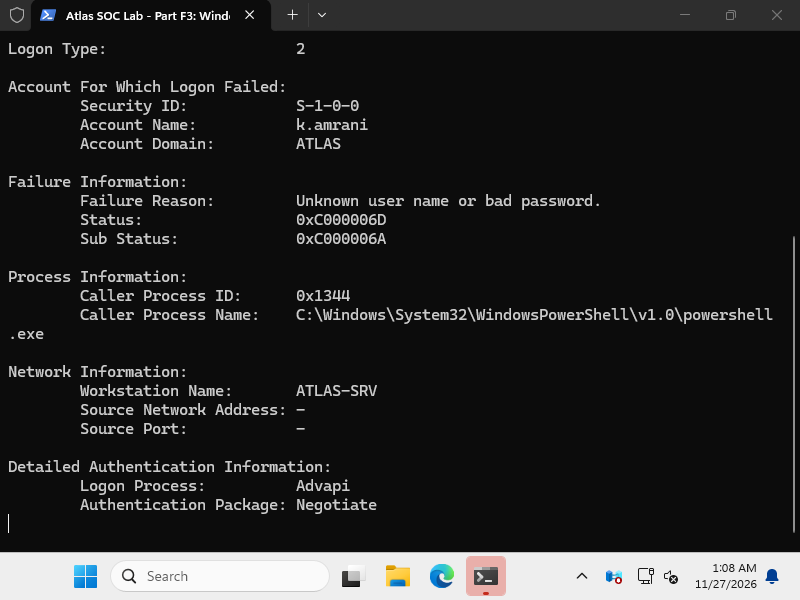 Atlas SOC Lab - Part F3: Wind
Logon Type: 2
Account For Which Logon Failed:
Security ID: S-1-0-0
Account Name: k.amrani
Account Domain: ATLAS
Failure Information:
Failure Reason: Unknown user name or bad password.
Status: 0xC000006D
Sub Status: 0xC000006A
Process Information:
Caller Process ID: 0x1344
Caller Process Name: C:\Windows\System32\WindowsPowerShell\v1.0\powershell
.exe
Network Information:
Workstation Name: ATLAS-SRV
Source Network Address: -
Source Port: -
Detailed Authentication Information:
Logon Process: Advapi
Authentication Package: Negotiate
Search
1:08 AM
11/27/2026